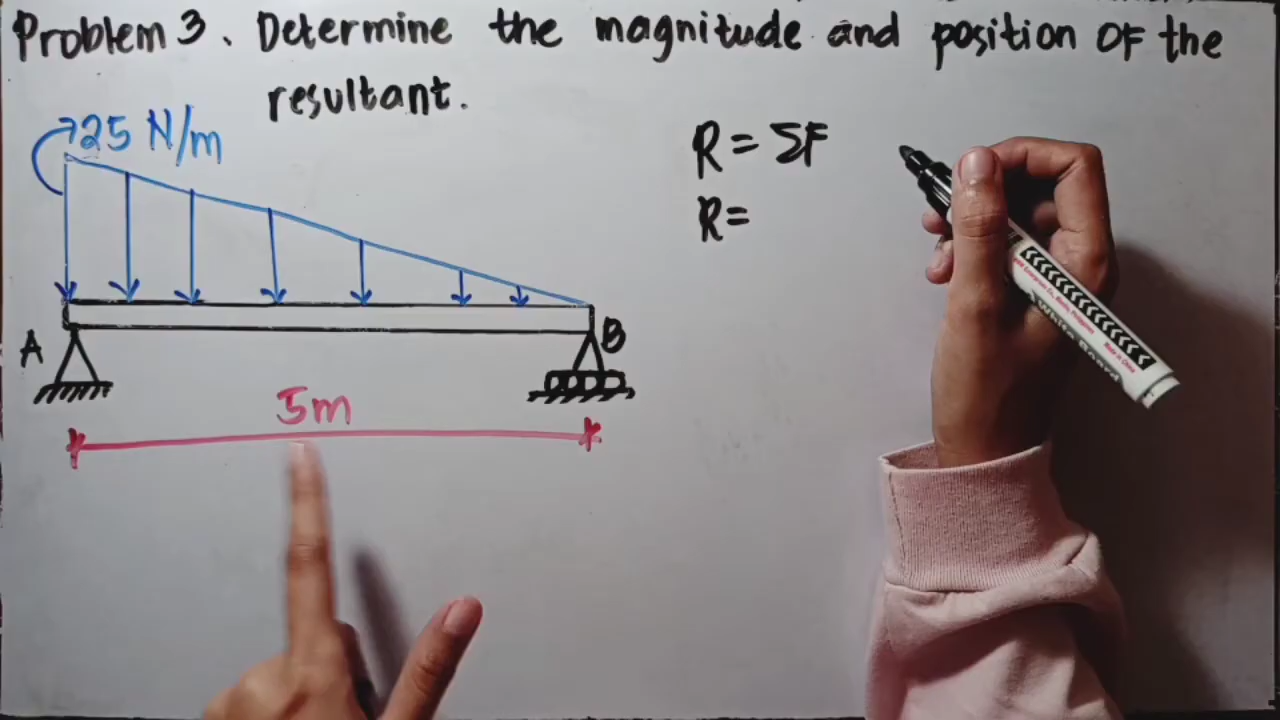 Problem 3. Determine the magnitude and position OF the
resultant.
25 N/m
R = ΣF
R =
A
B
5m
White Board